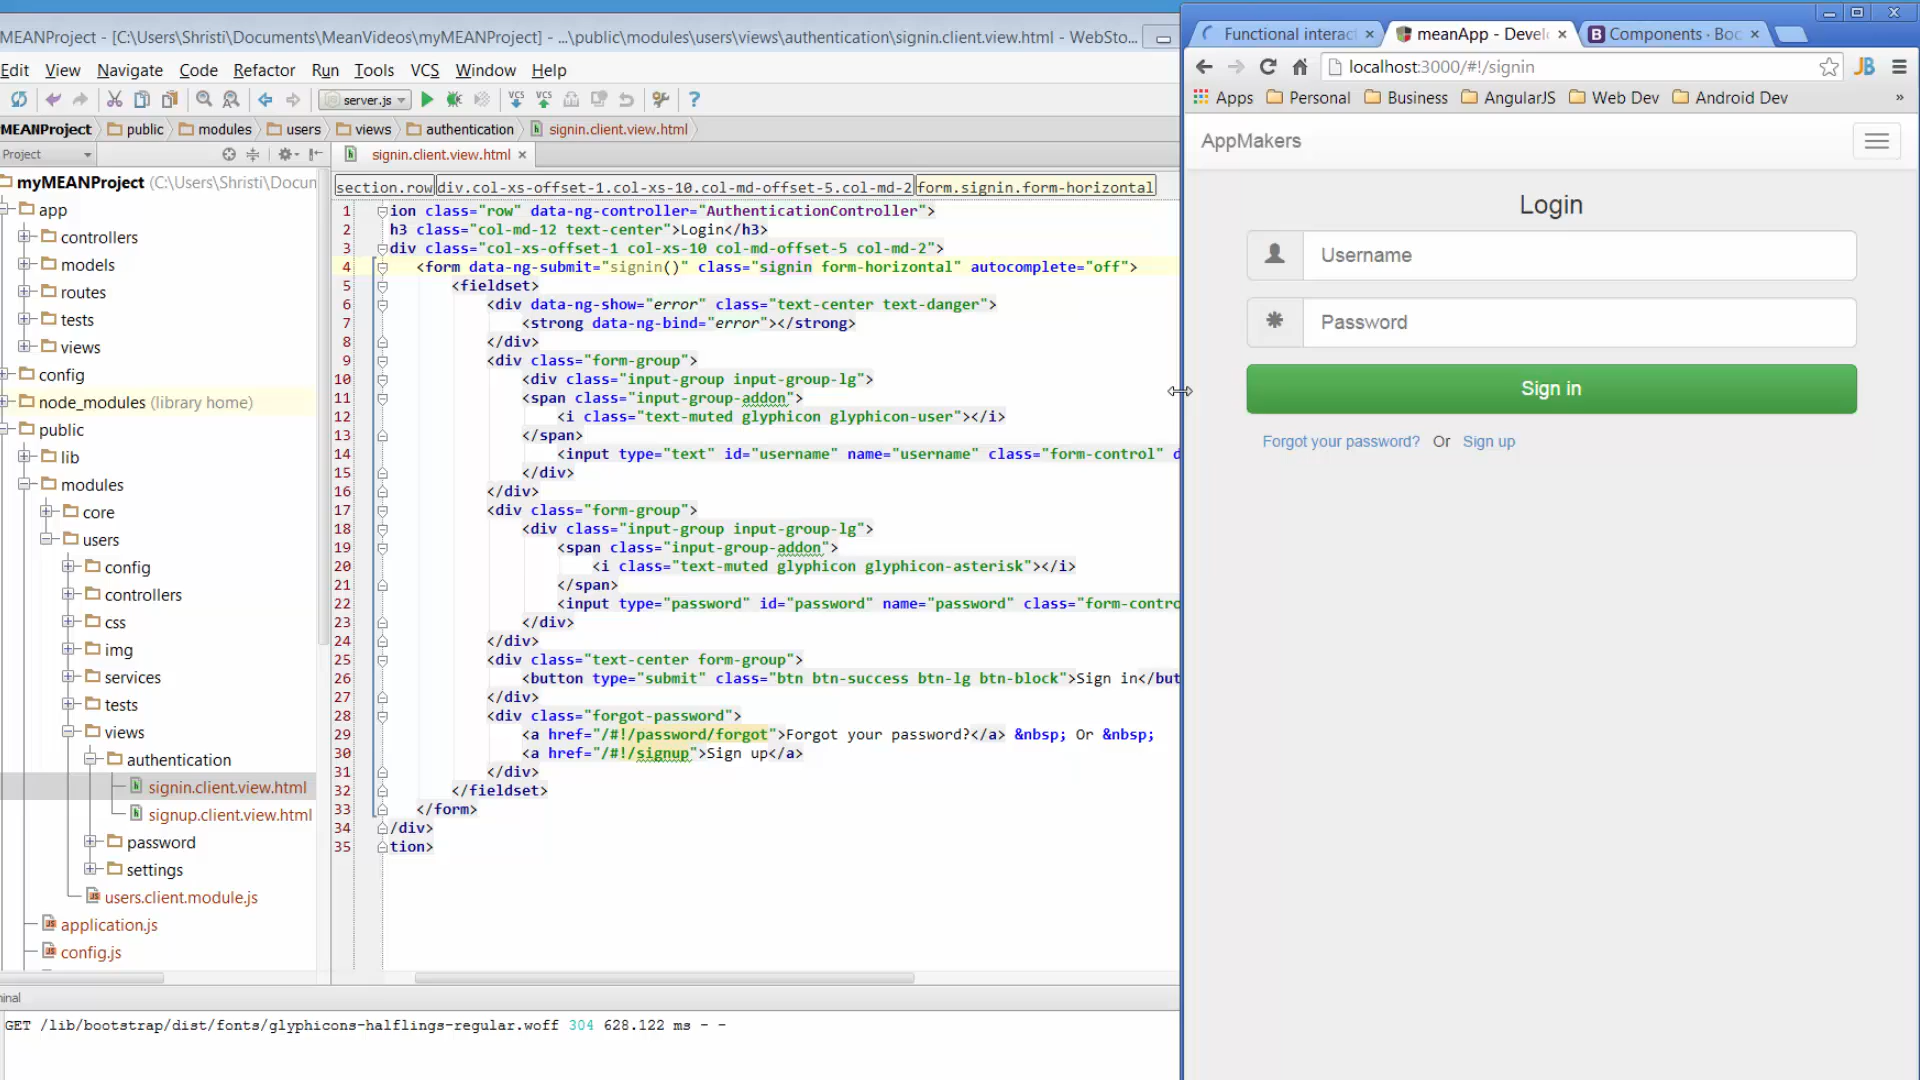 MEANProject - [C:\Users\Shristi\Documents\MeanVideos\myMEANProject] - ...\public\modules\users\views\authentication\signin.client.view.html - WebSto...
Edit View Navigate Code Refactor Run Tools VCS Window Help
server.js
VCS VCS ?
MEANProject public modules users views authentication signin.client.view.html
Project
signin.client.view.html
section.row div.col-xs-offset-1.col-xs-10.col-md-offset-5.col-md-2 form.signin.form-horizontal
myMEANProject (C:\Users\Shristi\Docum
app
controllers
models
routes
tests
views
config
node_modules (library home)
public
lib
modules
core
users
config
controllers
css
img
services
tests
views
authentication
signin.client.view.html
signup.client.view.html
password
settings
users.client.module.js
application.js
config.js
1 ion class="row" data-ng-controller="AuthenticationController">
2 h3 class="col-md-12 text-center">Login</h3>
3 div class="col-xs-offset-1 col-xs-10 col-md-offset-5 col-md-2">
4 <form data-ng-submit="signin()" class="signin form-horizontal" autocomplete="off">
5 <fieldset>
6 <div data-ng-show="error" class="text-center text-danger">
7 <strong data-ng-bind="error"></strong>
8 </div>
9 <div class="form-group">
10 <div class="input-group input-group-lg">
11 <span class="input-group-addon">
12 <i class="text-muted glyphicon glyphicon-user"></i>
13 </span>
14 <input type="text" id="username" name="username" class="form-control" d
15 </div>
16 </div>
17 <div class="form-group">
18 <div class="input-group input-group-lg">
19 <span class="input-group-addon">
20 <i class="text-muted glyphicon glyphicon-asterisk"></i>
21 </span>
22 <input type="password" id="password" name="password" class="form-contro
23 </div>
24 </div>
25 <div class="text-center form-group">
26 <button type="submit" class="btn btn-success btn-lg btn-block">Sign in</but
27 </div>
28 <div class="forgot-password">
29 <a href="/#!/password/forgot">Forgot your password?</a> &nbsp; Or &nbsp;
30 <a href="/#!/signup">Sign up</a>
31 </div>
32 </fieldset>
33 </form>
34 /div>
35 tion>
inal
GET /lib/bootstrap/dist/fonts/glyphicons-halflings-regular.woff 304 628.122 ms - -
Functional interac meanApp - Devel B Components · Boo
localhost:3000/#!/signin JB
Apps Personal Business AngularJS Web Dev Android Dev »
AppMakers
Login
Username
Password
Sign in
Forgot your password? Or Sign up